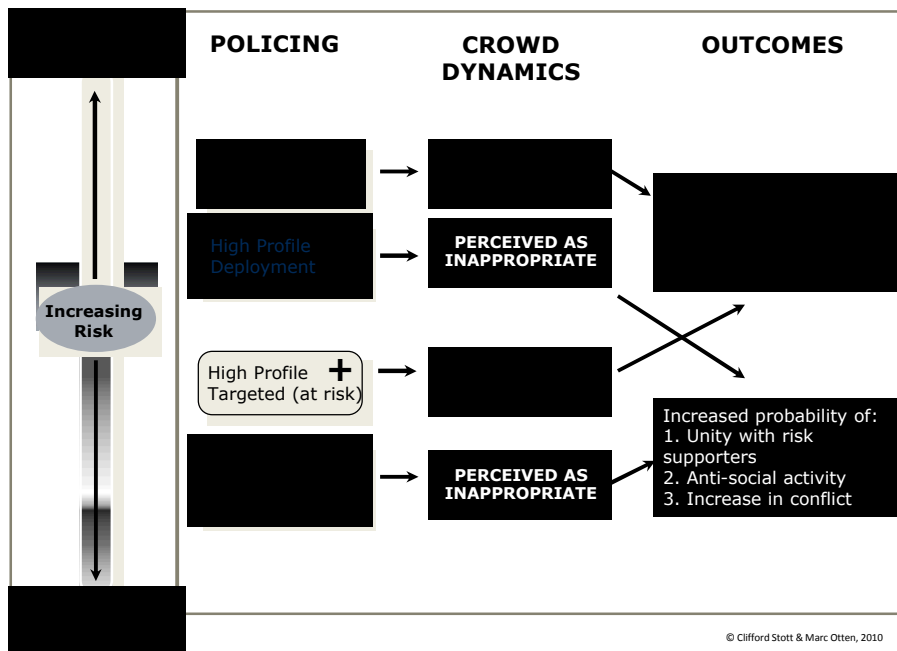 POLICING
CROWD
DYNAMICS
OUTCOMES
High Profile
Deployment
PERCEIVED AS
INAPPROPRIATE
Increasing
Risk
High Profile +
Targeted (at risk)
Increased probability of:
1. Unity with risk
supporters
2. Anti-social activity
3. Increase in conflict
PERCEIVED AS
INAPPROPRIATE
© Clifford Stott & Marc Otten, 2010